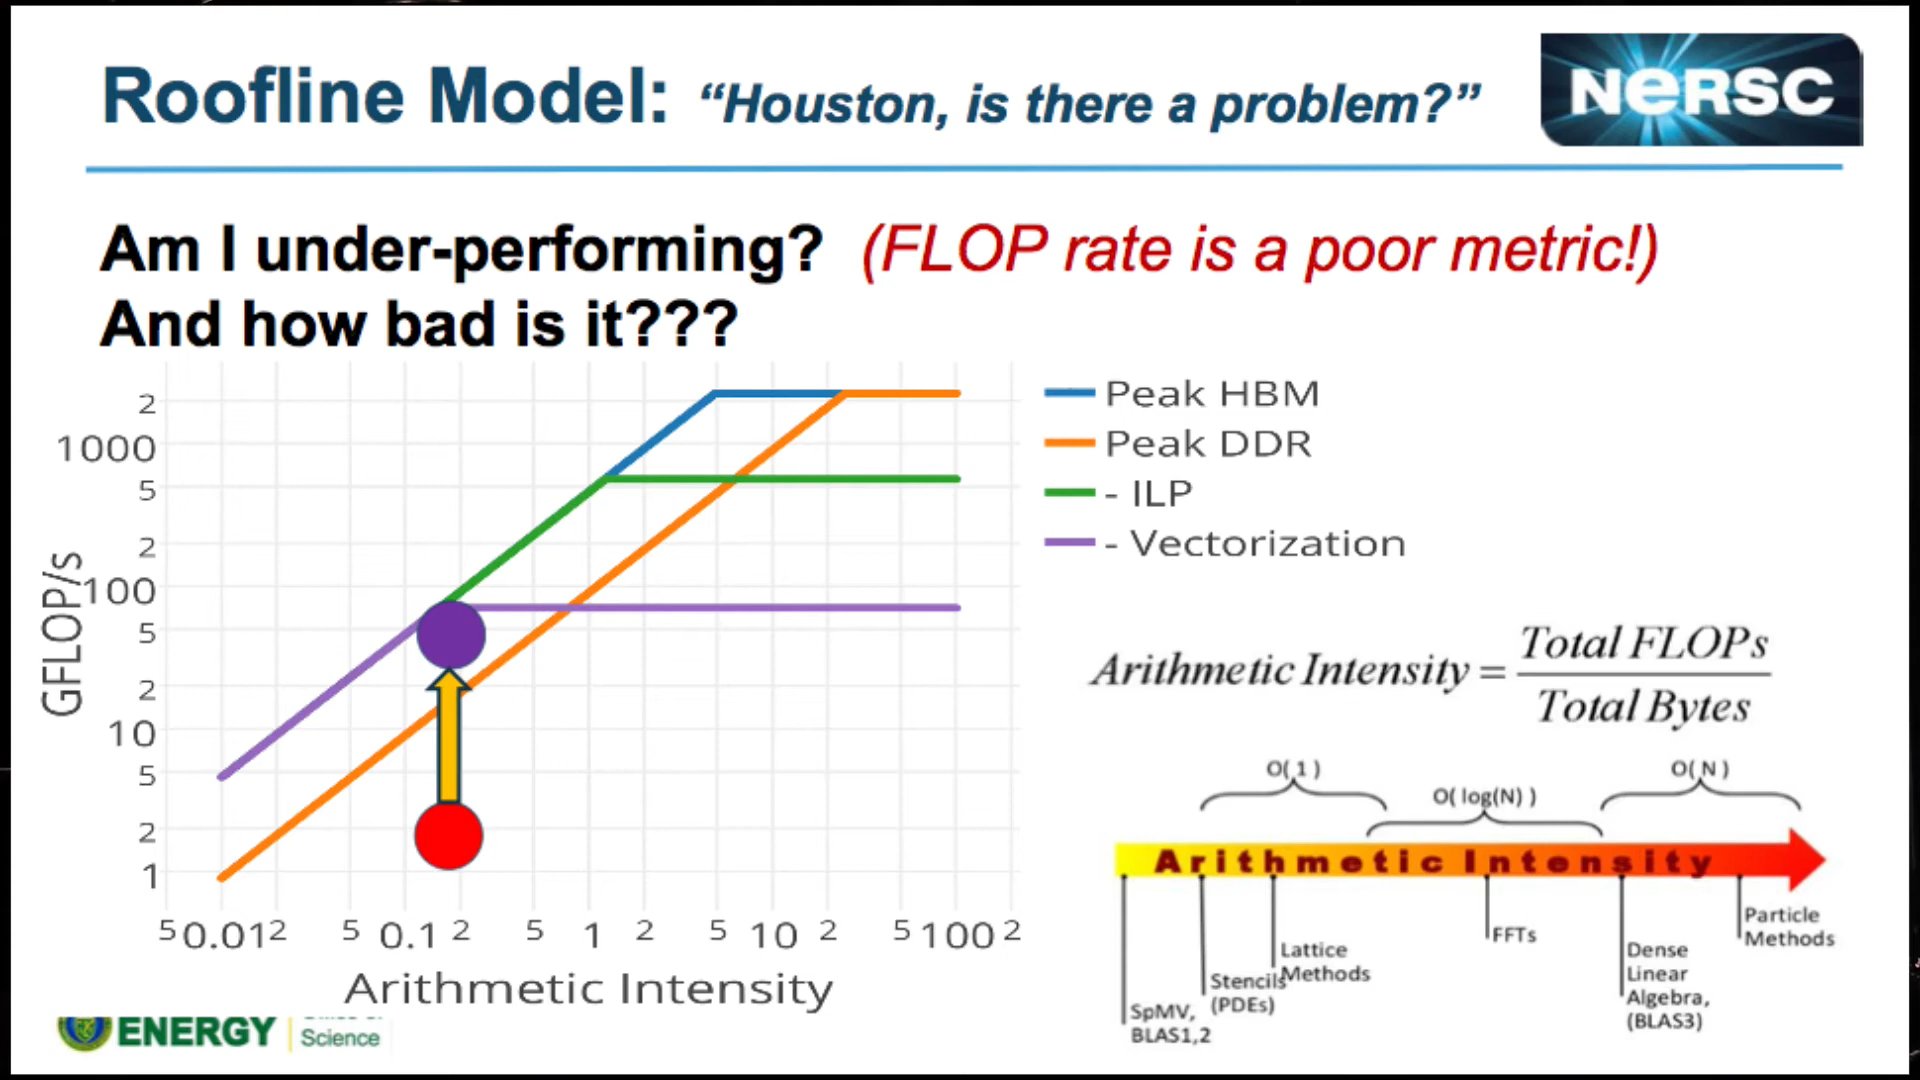 Roofline Model: “Houston, is there a problem?”
NERSC
Am I under-performing? (FLOP rate is a poor metric!)
And how bad is it???
2
1000
5
2
100
5
2
10
5
2
1
GFLOP/s
5 0.01 2 5 0.1 2 5 1 2 5 10 2 5 100 2
Arithmetic Intensity
Peak HBM
Peak DDR
- ILP
- Vectorization
Arithmetic Intensity = Total FLOPs
Total Bytes
O( 1 )
O( log(N) )
O( N )
Arithmetic Intensity
SpMV,
BLAS1,2
Stencils
(PDEs)
Lattice
Methods
FFTs
Dense
Linear
Algebra,
(BLAS3)
Particle
Methods
ENERGY
Science